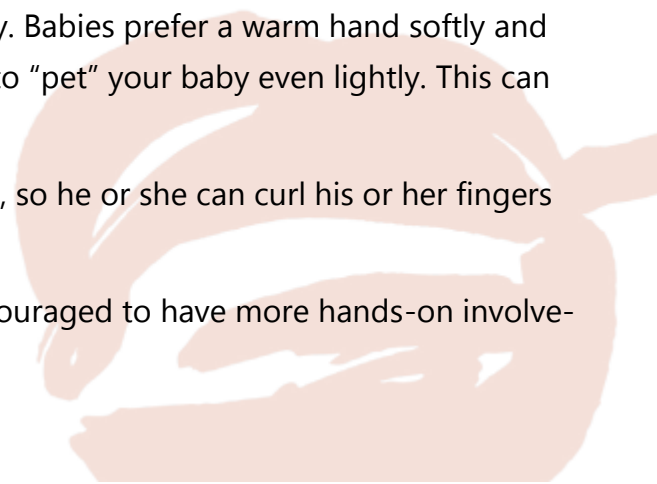 y. Babies prefer a warm hand softly and
to “pet” your baby even lightly. This can
, so he or she can curl his or her fingers
ouraged to have more hands-on involve-